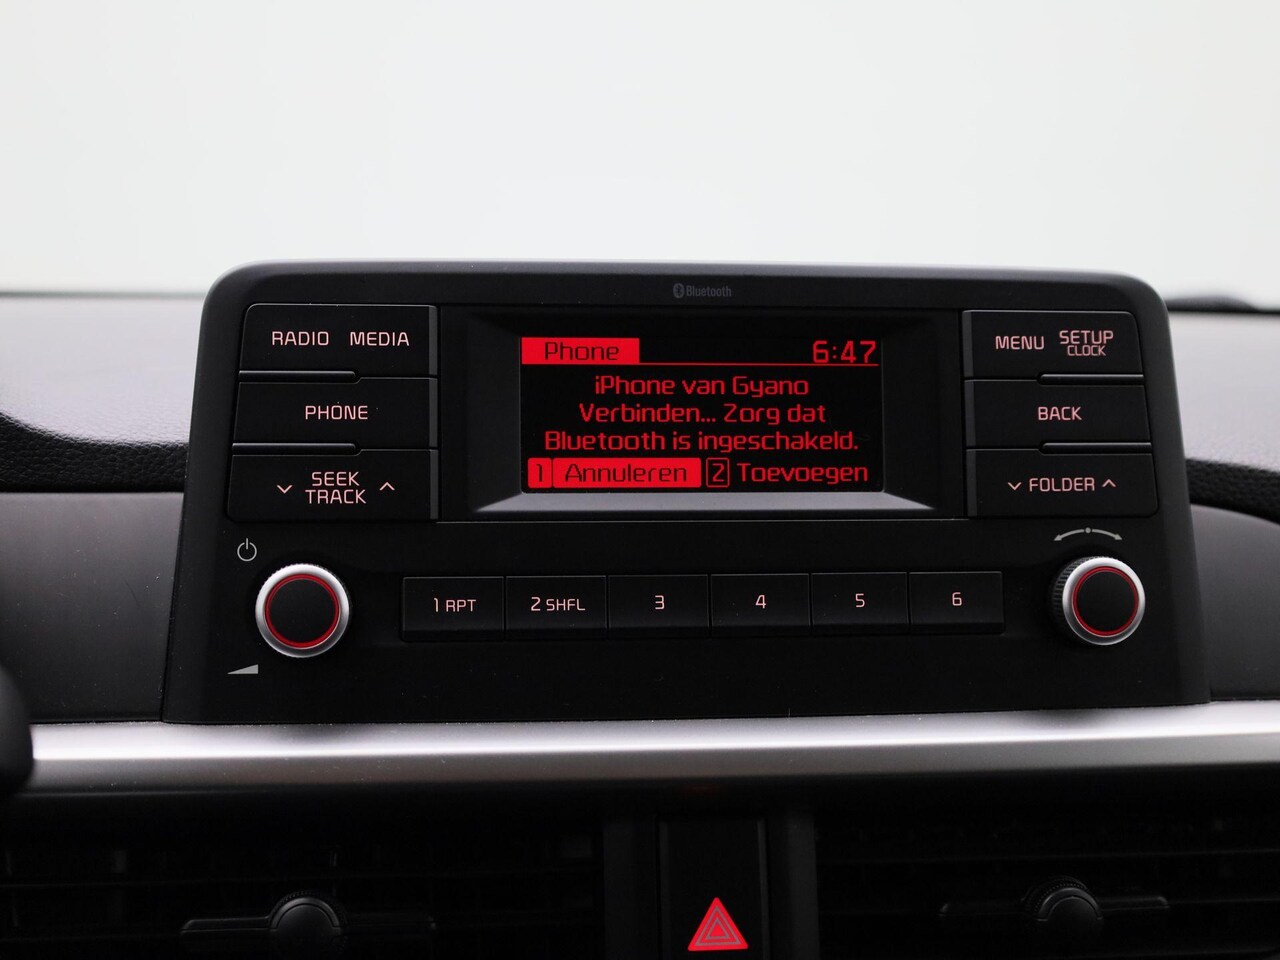 Bluetooth
RADIO MEDIA
PHONE
SEEK
TRACK
Phone 6:47
iPhone van Gyano
Verbinden... Zorg dat
Bluetooth is ingeschakeld.
1 Annuleren 2 Toevoegen
MENU SETUP
CLOCK
BACK
FOLDER
1 RPT 2 SHFL 3 4 5 6